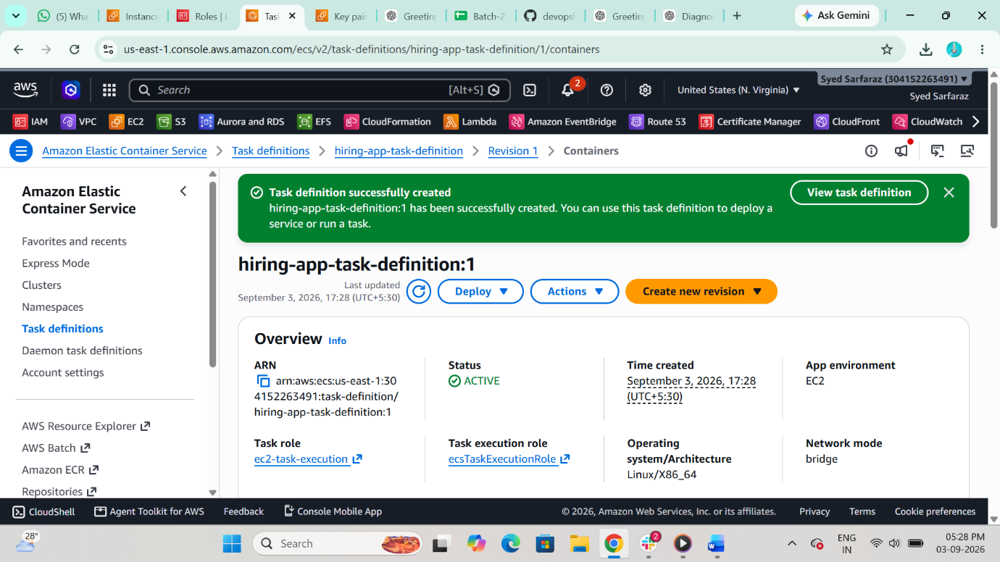 (5) Wha
Instance
Roles | I
Tas
Key pair
Greeting
Batch-2
devopsh
Greeting
Diagnos
Ask Gemini
us-east-1.console.aws.amazon.com/ecs/v2/task-definitions/hiring-app-task-definition/1/containers
aws
Search
[Alt+S]
2
United States (N. Virginia)
Syed Sarfaraz (304152263491)
Syed Sarfaraz
IAM
VPC
EC2
S3
Aurora and RDS
EFS
CloudFormation
Lambda
Amazon EventBridge
Route 53
Certificate Manager
CloudFront
CloudWatch
Amazon Elastic Container Service
Task definitions
hiring-app-task-definition
Revision 1
Containers
Amazon Elastic
Container Service
Favorites and recents
Express Mode
Clusters
Namespaces
Task definitions
Daemon task definitions
Account settings
AWS Resource Explorer
AWS Batch
Amazon ECR
Repositories
Task definition successfully created
hiring-app-task-definition:1 has been successfully created. You can use this task definition to deploy a
service or run a task.
View task definition
hiring-app-task-definition:1
Last updated
September 3, 2026, 17:28 (UTC+5:30)
Deploy
Actions
Create new revision
Overview
Info
ARN
arn:aws:ecs:us-east-1:30
4152263491:task-definition/
hiring-app-task-definition:1
Status
ACTIVE
Time created
September 3, 2026, 17:28
(UTC+5:30)
App environment
EC2
Task role
ec2-task-execution
Task execution role
ecsTaskExecutionRole
Operating
system/Architecture
Linux/X86_64
Network mode
bridge
CloudShell
Agent Toolkit for AWS
Feedback
Console Mobile App
© 2026, Amazon Web Services, Inc. or its affiliates.
Privacy
Terms
Cookie preferences
28°
Search
2
ENG
IN
05:28 PM
03-09-2026